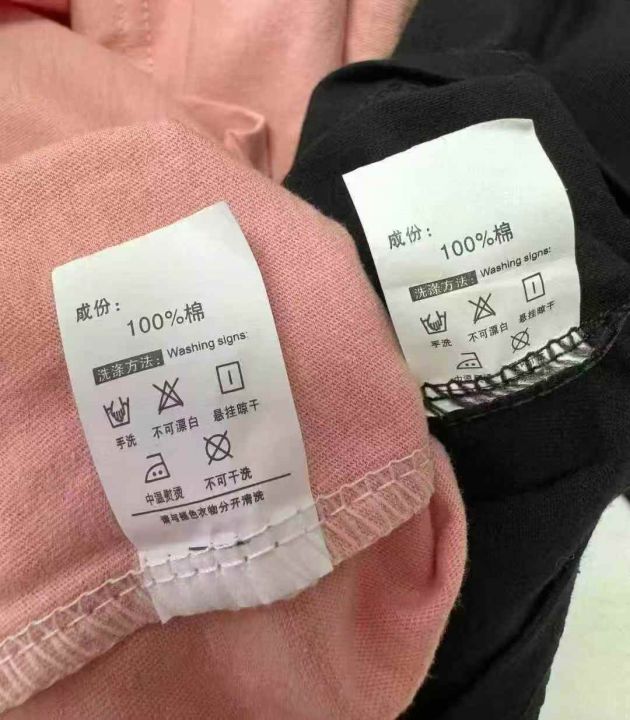 成份：
100%棉
洗涤方法： Washing signs:
手洗 不可漂白 悬挂晾干
中温熨烫 不可干洗
请与褪色衣物分开清洗
成份：
100%棉
洗涤方法： Washing signs:
手洗 不可漂白 悬挂晾干